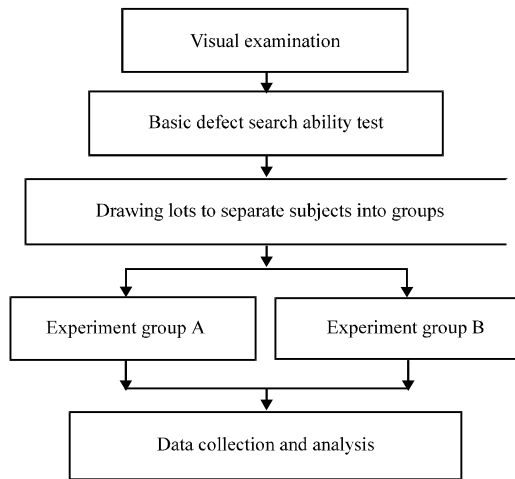 Visual examination
Basic defect search ability test
Drawing lots to separate subjects into groups
Experiment group A
Experiment group B
Data collection and analysis